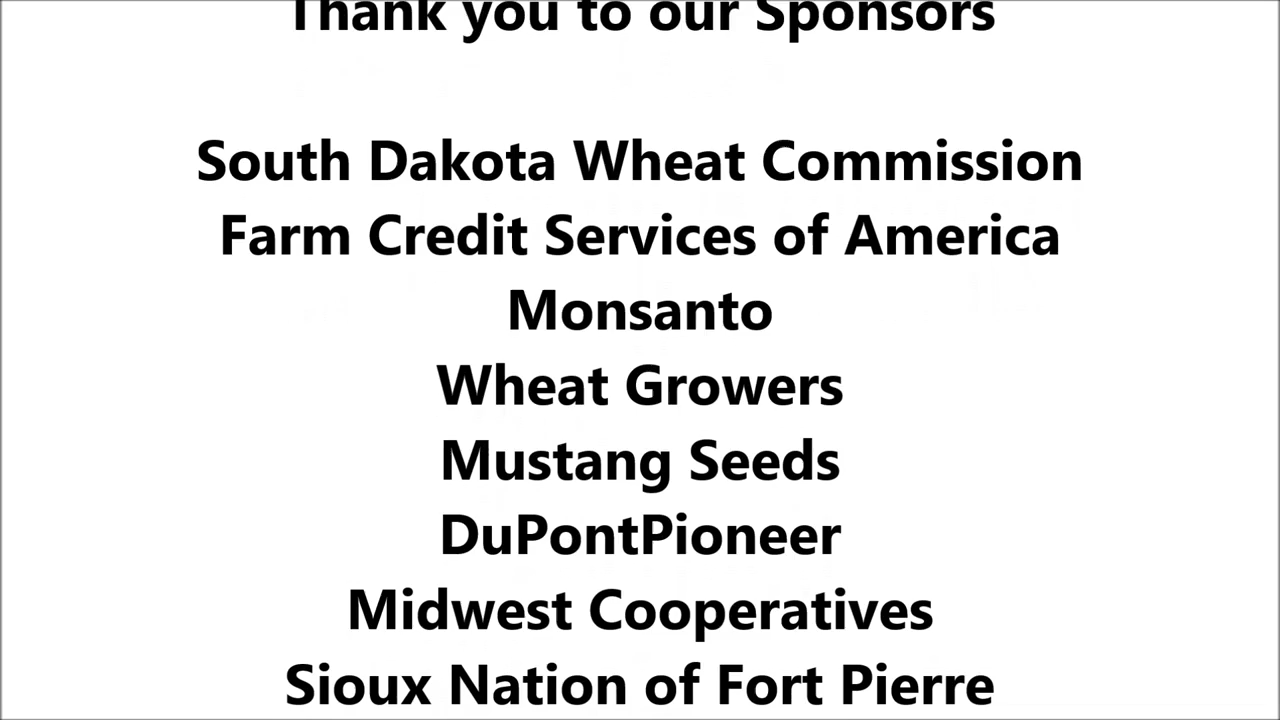 Thank you to our Sponsors
South Dakota Wheat Commission
Farm Credit Services of America
Monsanto
Wheat Growers
Mustang Seeds
DuPontPioneer
Midwest Cooperatives
Sioux Nation of Fort Pierre